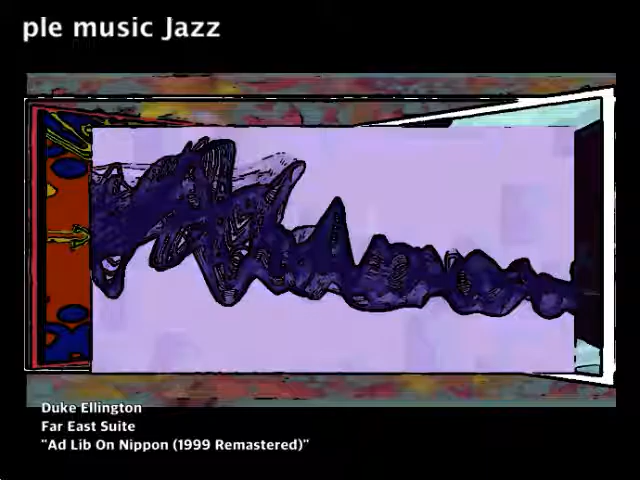 ple music Jazz
Duke Ellington
Far East Suite
"Ad Lib On Nippon (1999 Remastered)"